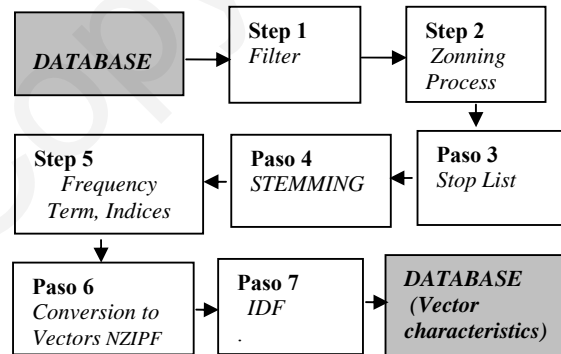 DATABASE
Step 1
Filter
Step 2
Zonning
Process
Paso 3
Stop List
Paso 4
STEMMING
Step 5
Frequency
Term, Indices
Paso 6
Conversion to
Vectors NZIPF
Paso 7
IDF
.
DATABASE
(Vector
characteristics)